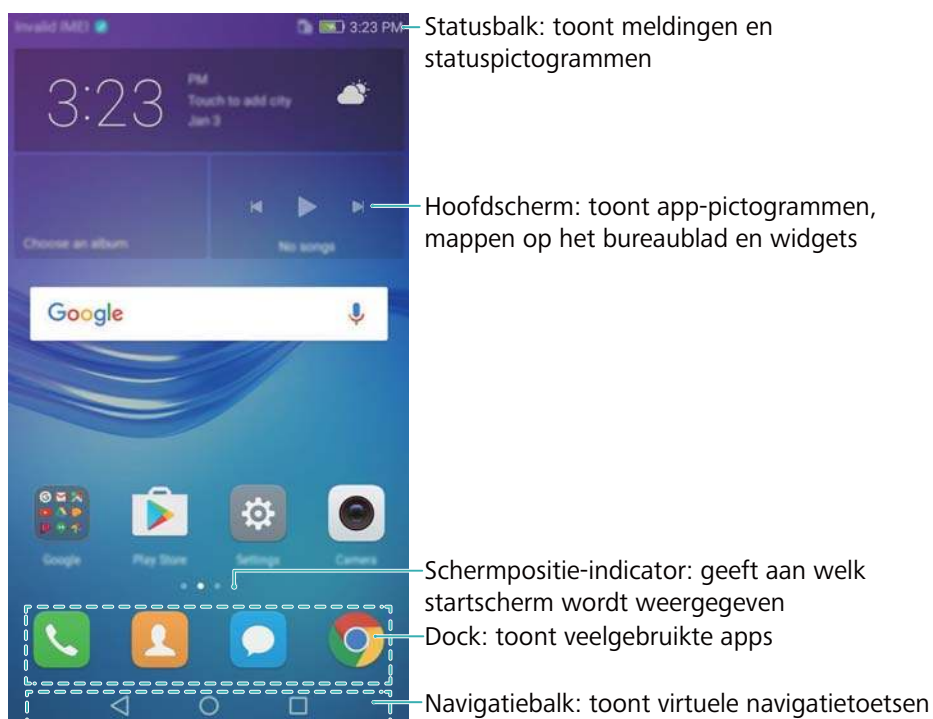 Invalid IMEI 3:23 PM
Statusbalk: toont meldingen en
statuspictogrammen
3:23
PM
Touch to add city
Jan 3
Choose an album
No songs
Hoofdscherm: toont app-pictogrammen,
mappen op het bureaublad en widgets
Google
Google Play Store Settings Camera
Schermpositie-indicator: geeft aan welk
startscherm wordt weergegeven
Dock: toont veelgebruikte apps
Navigatiebalk: toont virtuele navigatietoetsen